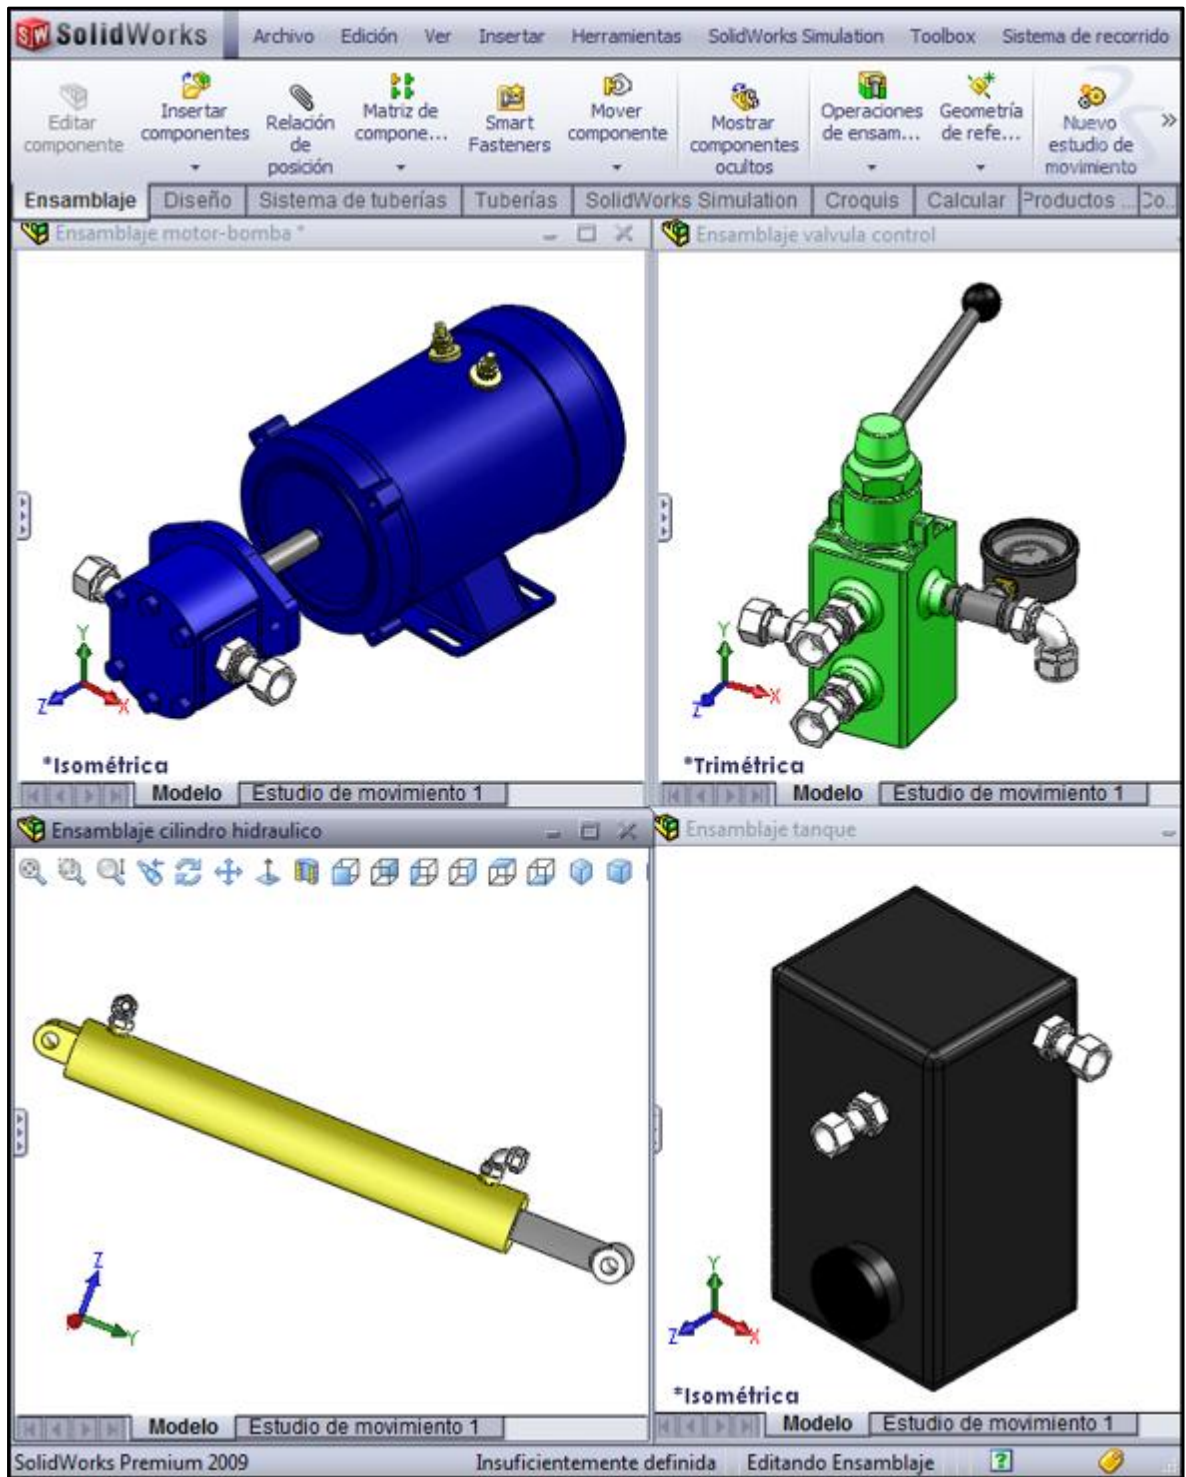 SolidWorks Archivo Edición Ver Insertar Herramientas SolidWorks Simulation Toolbox Sistema de recorrido
Editar componente
Insertar componentes
Relación de posición
Matriz de compone...
Smart Fasteners
Mover componente
Mostrar componentes ocultos
Operaciones de ensam...
Geometría de refe...
Nuevo estudio de movimiento
»
Ensamblaje Diseño Sistema de tuberías Tuberías SolidWorks Simulation Croquis Calcular Productos ... Co..
Ensamblaje motor-bomba *
Y
Z X
*Isométrica
Modelo Estudio de movimiento 1
Ensamblaje valvula control
Y
Z X
*Trimétrica
Modelo Estudio de movimiento 1
Ensamblaje cilindro hidraulico
Z
Y
Modelo Estudio de movimiento 1
Ensamblaje tanque
Y
Z X
*Isométrica
Modelo Estudio de movimiento 1
SolidWorks Premium 2009 Insuficientemente definida Editando Ensamblaje ?